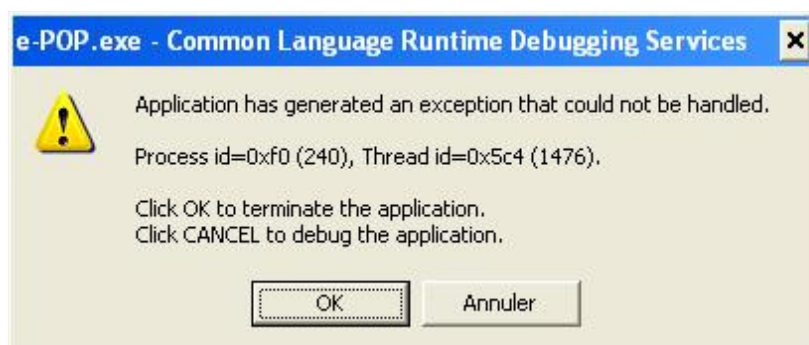 e-POP.exe - Common Language Runtime Debugging Services
Application has generated an exception that could not be handled.
Process id=0xf0 (240), Thread id=0x5c4 (1476).
Click OK to terminate the application.
Click CANCEL to debug the application.
OK Annuler